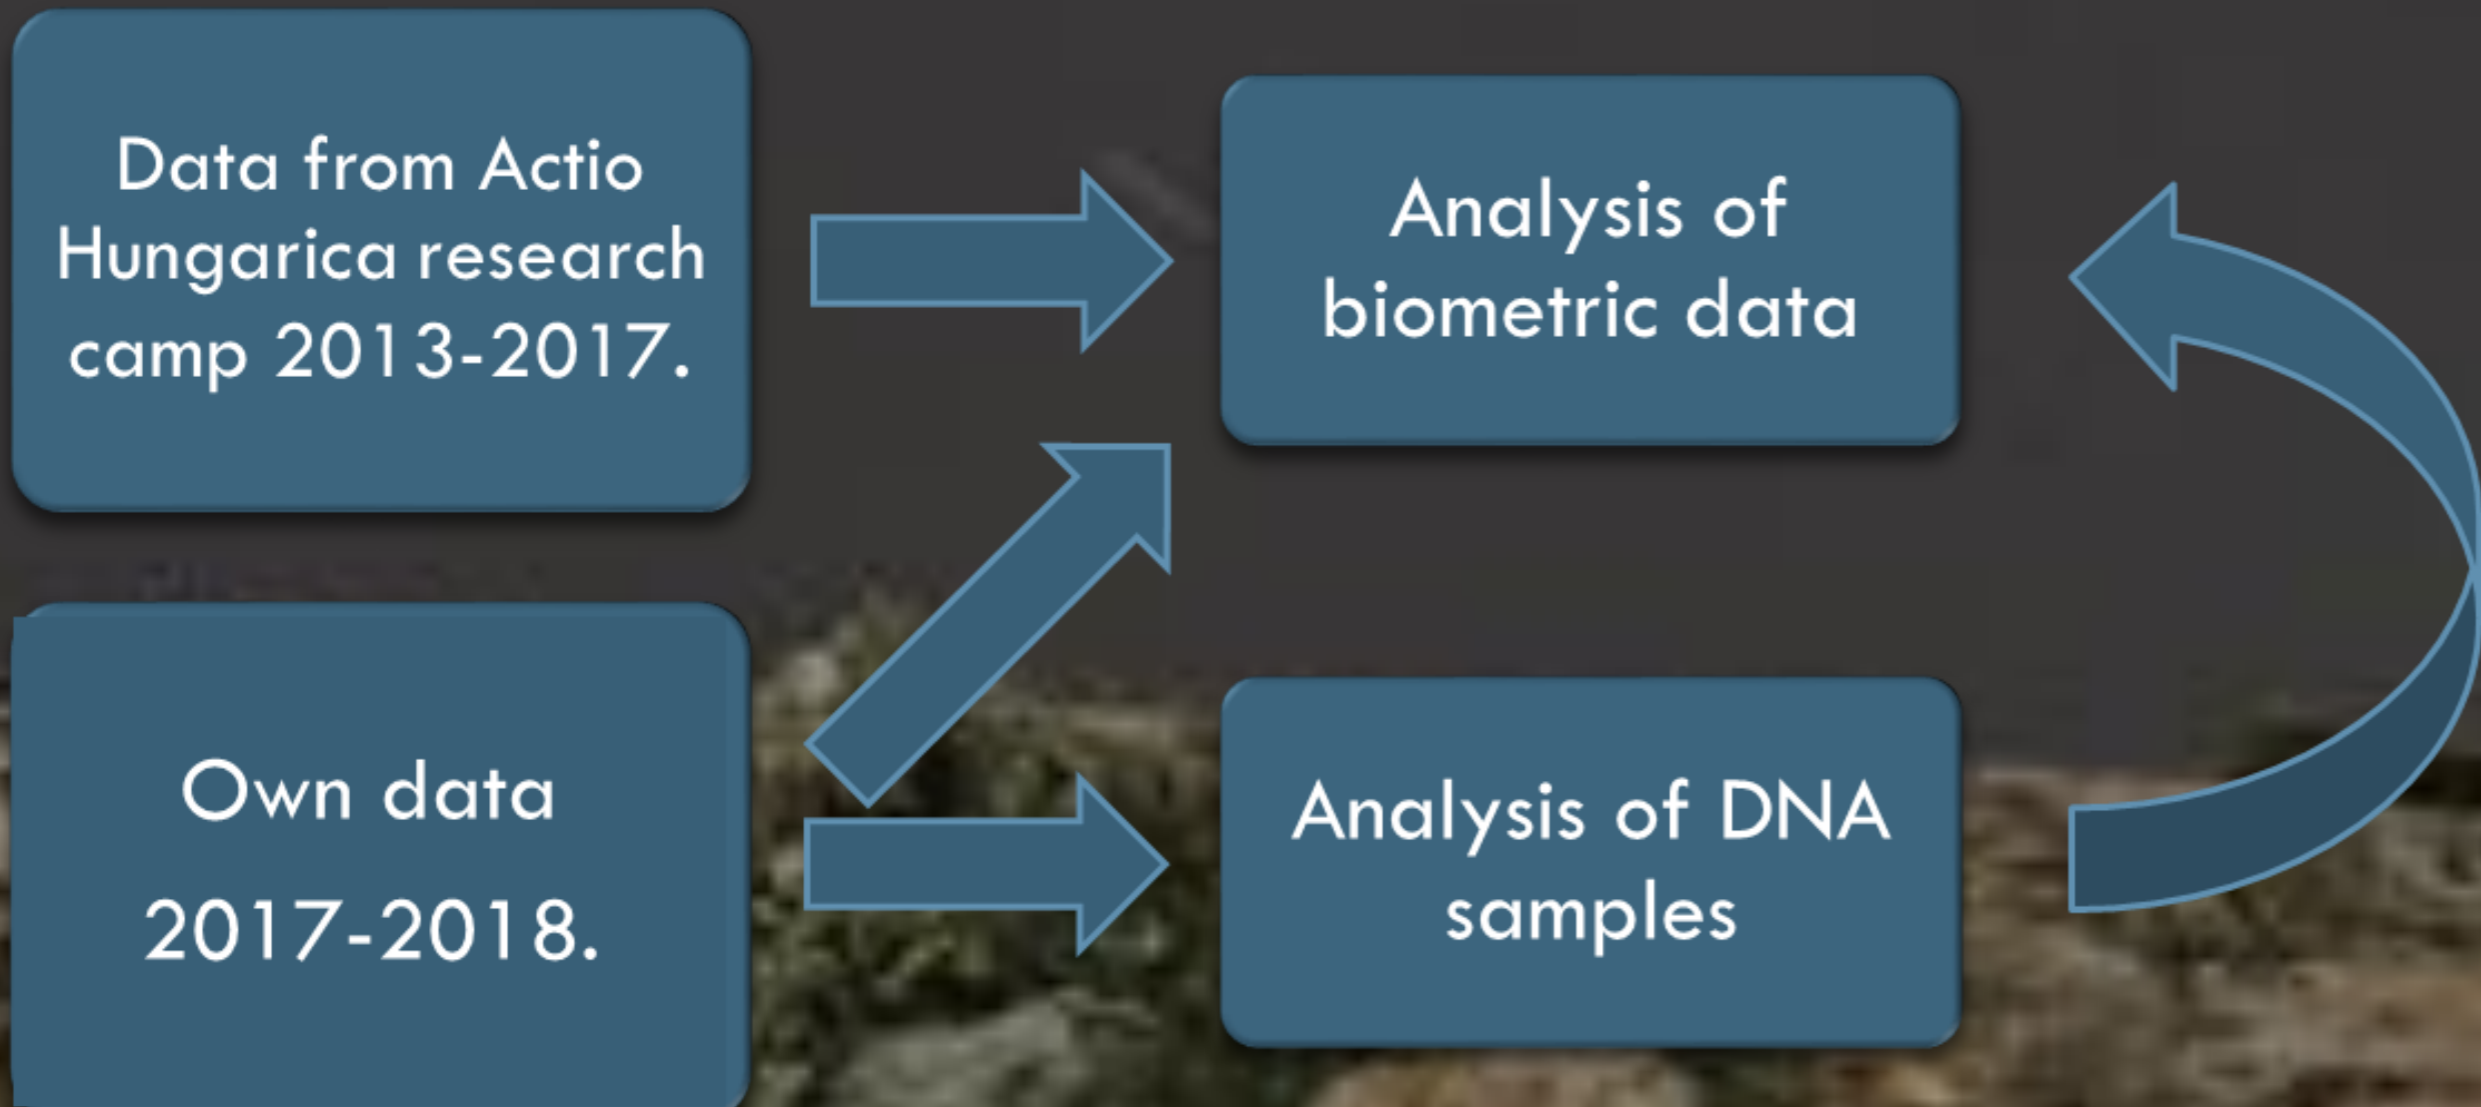 Data from Actio
Hungarica research
camp 2013-2017.
Analysis of
biometric data
Own data
2017-2018.
Analysis of DNA
samples